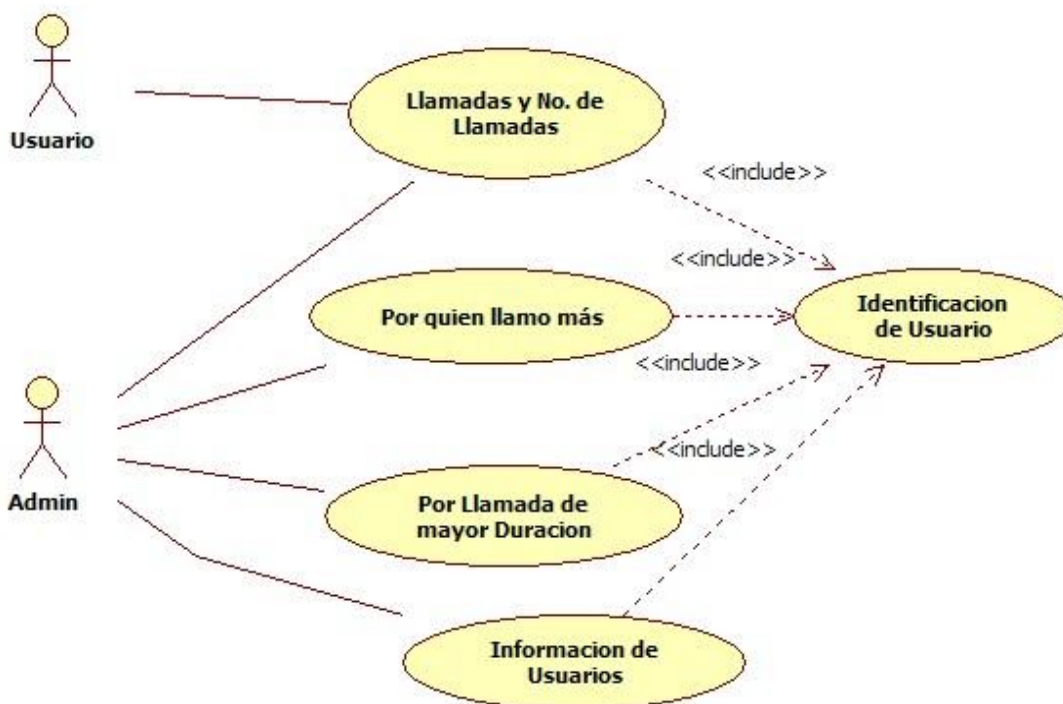 Usuario
Llamadas y No. de
Llamadas
<<include>>
<<include>>
Por quien llamo más
Identificacion
de Usuario
<<include>>
Admin
<<include>>
Por Llamada de
mayor Duracion
Informacion de
Usuarios